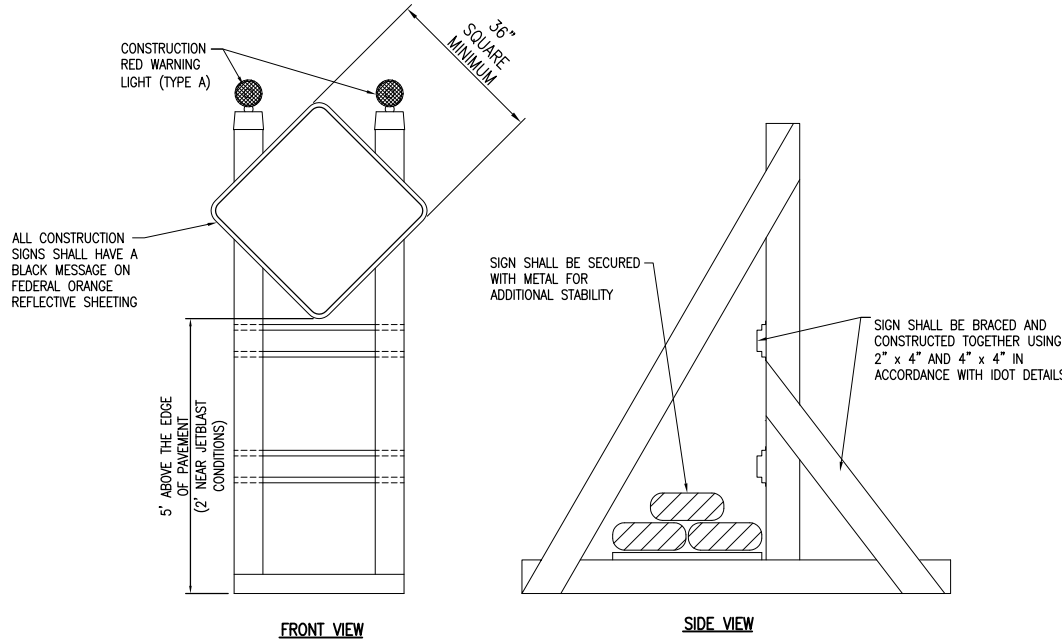 36"
SQUARE
MINIMUM
CONSTRUCTION
RED WARNING
LIGHT (TYPE A)
ALL CONSTRUCTION
SIGNS SHALL HAVE A
BLACK MESSAGE ON
FEDERAL ORANGE
REFLECTIVE SHEETING
5' ABOVE THE EDGE
OF PAVEMENT
(2' NEAR JETBLAST
CONDITIONS)
FRONT VIEW
SIGN SHALL BE SECURED
WITH METAL FOR
ADDITIONAL STABILITY
SIGN SHALL BE BRACED AND
CONSTRUCTED TOGETHER USING
2" x 4" AND 4" x 4" IN
ACCORDANCE WITH IDOT DETAILS
SIDE VIEW